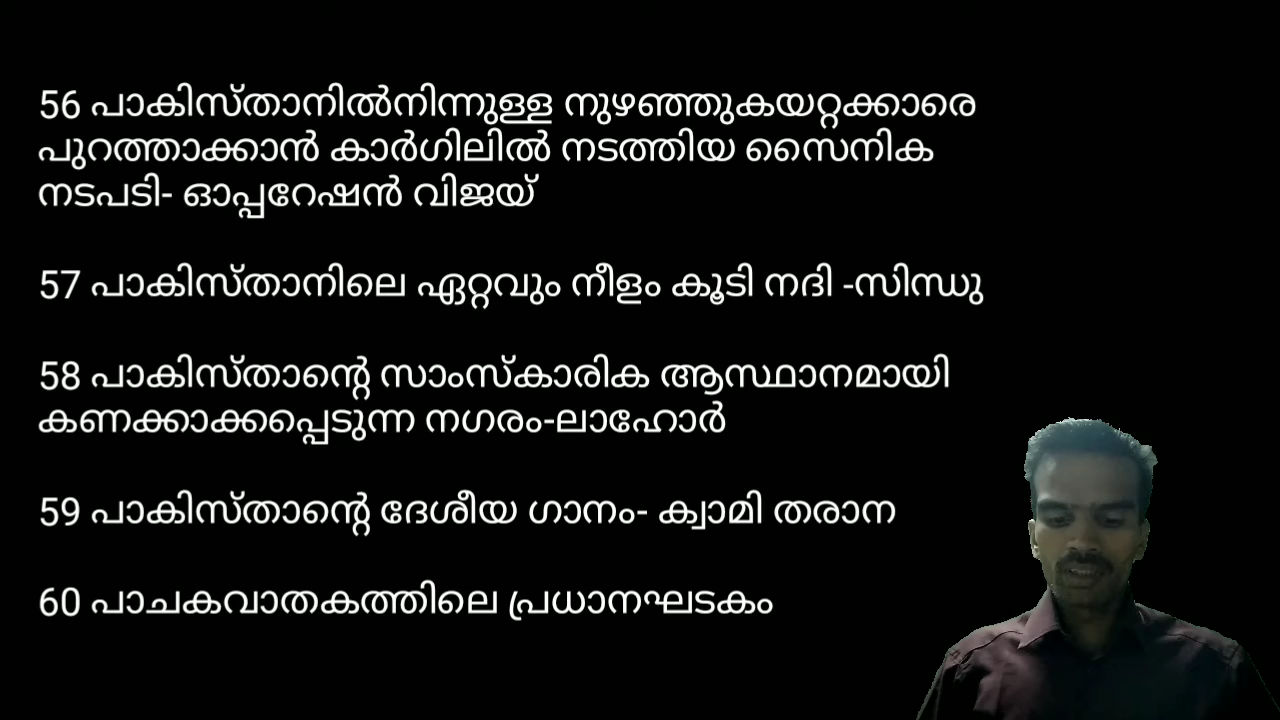 56 പാകിസ്താനിൽനിന്നുള്ള നുഴഞ്ഞുകയറ്റക്കാരെ
പുറത്താക്കാൻ കാർഗിലിൽ നടത്തിയ സൈനിക
നടപടി- ഓപ്പറേഷൻ വിജയ്
57 പാകിസ്താനിലെ ഏറ്റവും നീളം കൂടി നദി -സിന്ധു
58 പാകിസ്താന്റെ സാംസ്കാരിക ആസ്ഥാനമായി
കണക്കാക്കപ്പെടുന്ന നഗരം-ലാഹോർ
59 പാകിസ്താന്റെ ദേശീയ ഗാനം- ക്വാമി തരാന
60 പാചകവാതകത്തിലെ പ്രധാനഘടകം